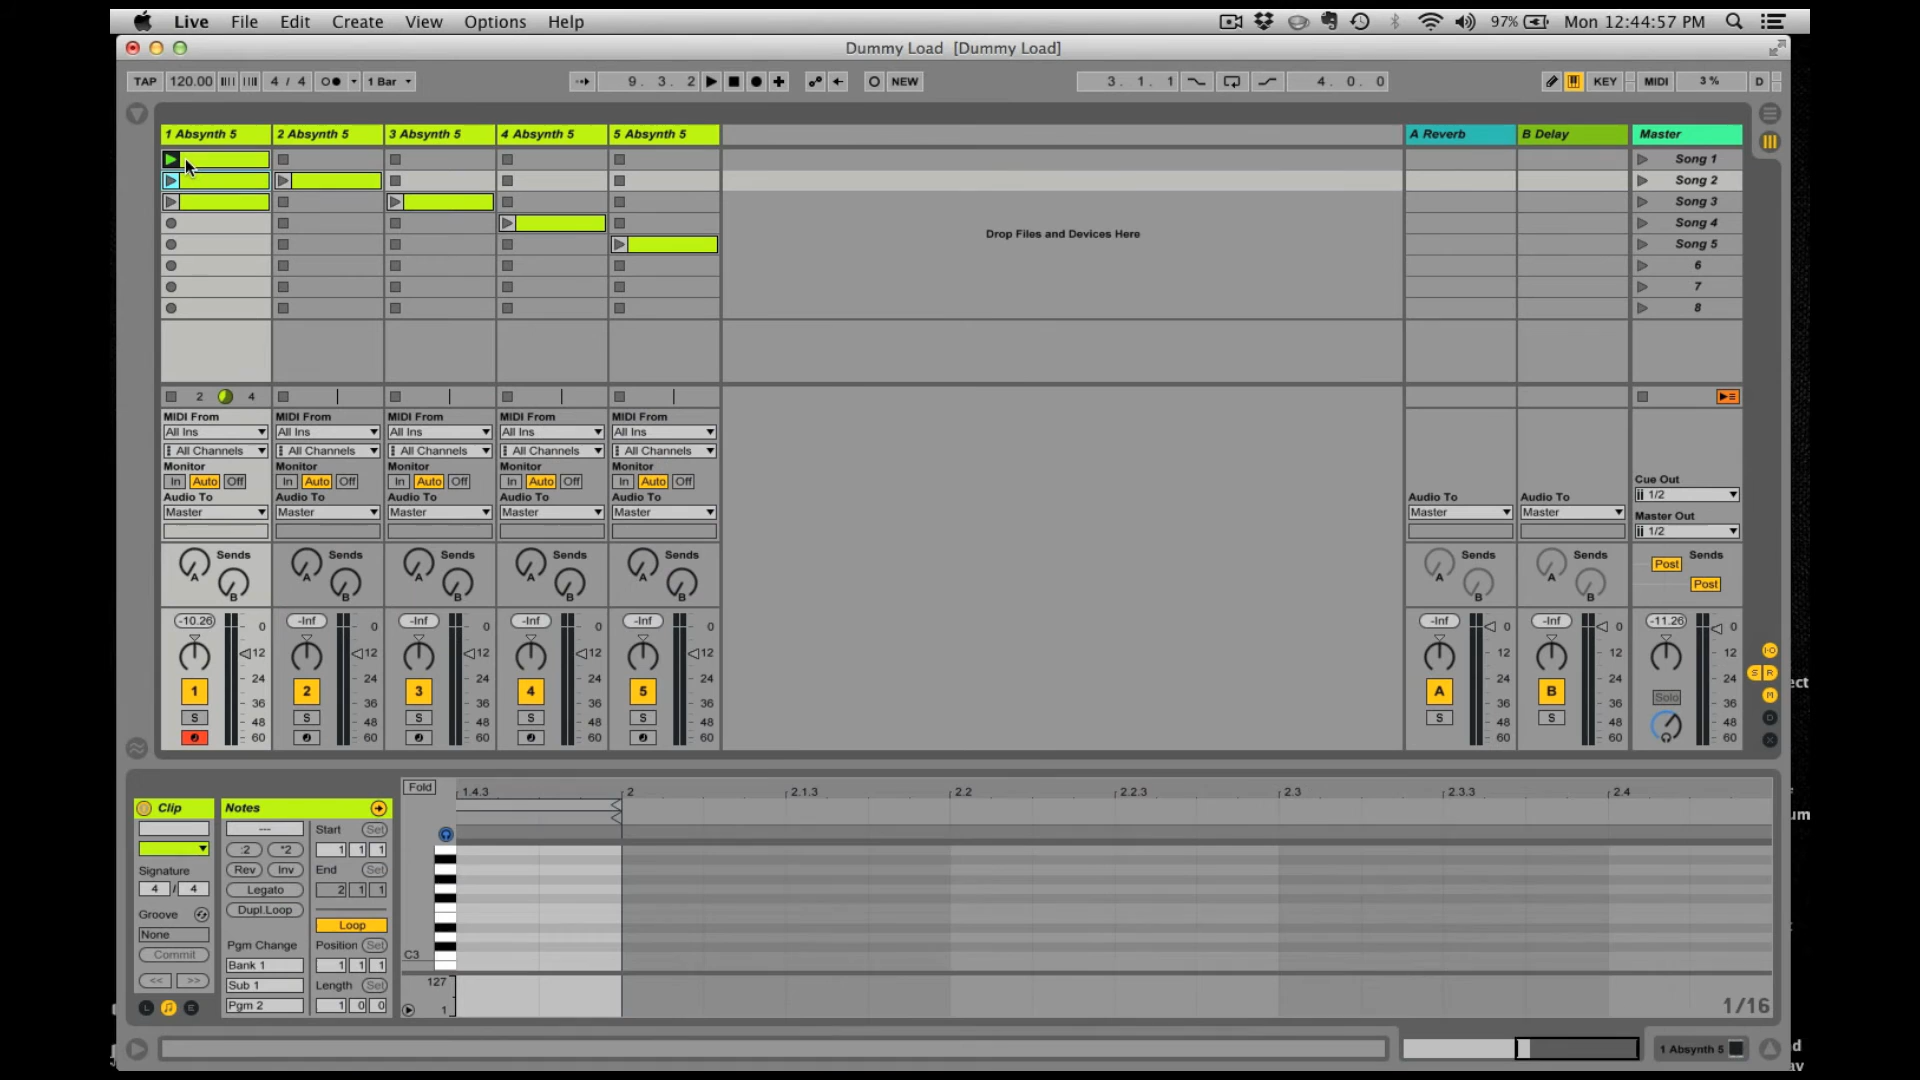 Live File Edit Create View Options Help 97% Mon 12:44:57 PM
Dummy Load [Dummy Load]
TAP 120.00 4 / 4 1 Bar 9. 3. 2 NEW 3. 1. 1 4. 0. 0 KEY MIDI 3 % D
1 Absynth 5 2 Absynth 5 3 Absynth 5 4 Absynth 5 5 Absynth 5 A Reverb B Delay Master
Song 1
Song 2
Song 3
Song 4
Drop Files and Devices Here
Song 5
6
7
8
2 4
MIDI From MIDI From MIDI From MIDI From MIDI From
All Ins All Ins All Ins All Ins All Ins
All Channels All Channels All Channels All Channels All Channels
Monitor Monitor Monitor Monitor Monitor
In Auto Off In Auto Off In Auto Off In Auto Off In Auto Off
Cue Out
1/2
Audio To Audio To Audio To Audio To Audio To Audio To Audio To
Master Master Master Master Master Master Master
Master Out
1/2
Sends Sends Sends Sends Sends Sends Sends Sends
A A A A A A A Post
B B B B B B B Post
-10.26 -Inf -Inf -Inf -Inf -Inf -Inf -11.26
0 0 0 0 0 0 0 0
12 12 12 12 12 12 12 12
24 24 24 24 24 24 24 24
1 2 3 4 5 A B Solo
36 36 36 36 36 36 36 36
S S S S S S S
48 48 48 48 48 48 48 48
60 60 60 60 60 60 60 60
I-O
S R
M
D
X
ect
um
Fold 1.4.3 2 2.1.3 2.2 2.2.3 2.3 2.3.3 2.4
Clip Notes
--- Start Set
:2 *2 1 1 1
Signature Rev Inv End Set
4 / 4 Legato 2 1 1
Groove Dupl.Loop
None Loop
Commit Pgm Change Position Set
<< >> Bank 1 1 1 1
Sub 1 Length Set
L E Pgm 2 1 0 0
C3
127
1
1/16
1 Absynth 5